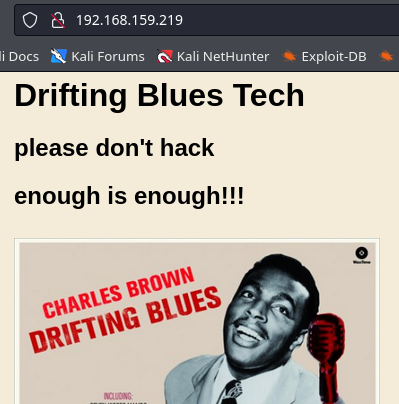 192.168.159.219
li Docs Kali Forums Kali NetHunter Exploit-DB
Drifting Blues Tech
please don't hack
enough is enough!!!
CHARLES BROWN
DRIFTING BLUES
INCLUDING: